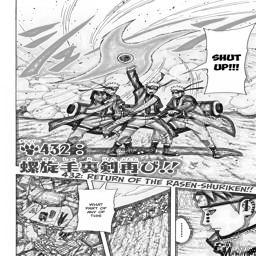 SHUT
UP!!!
432:
螺旋手裏剣再び!?
432: RETURN OF THE RASEN-SHURIKEN!!
WHAT
PART OF
ANY OF
THIS